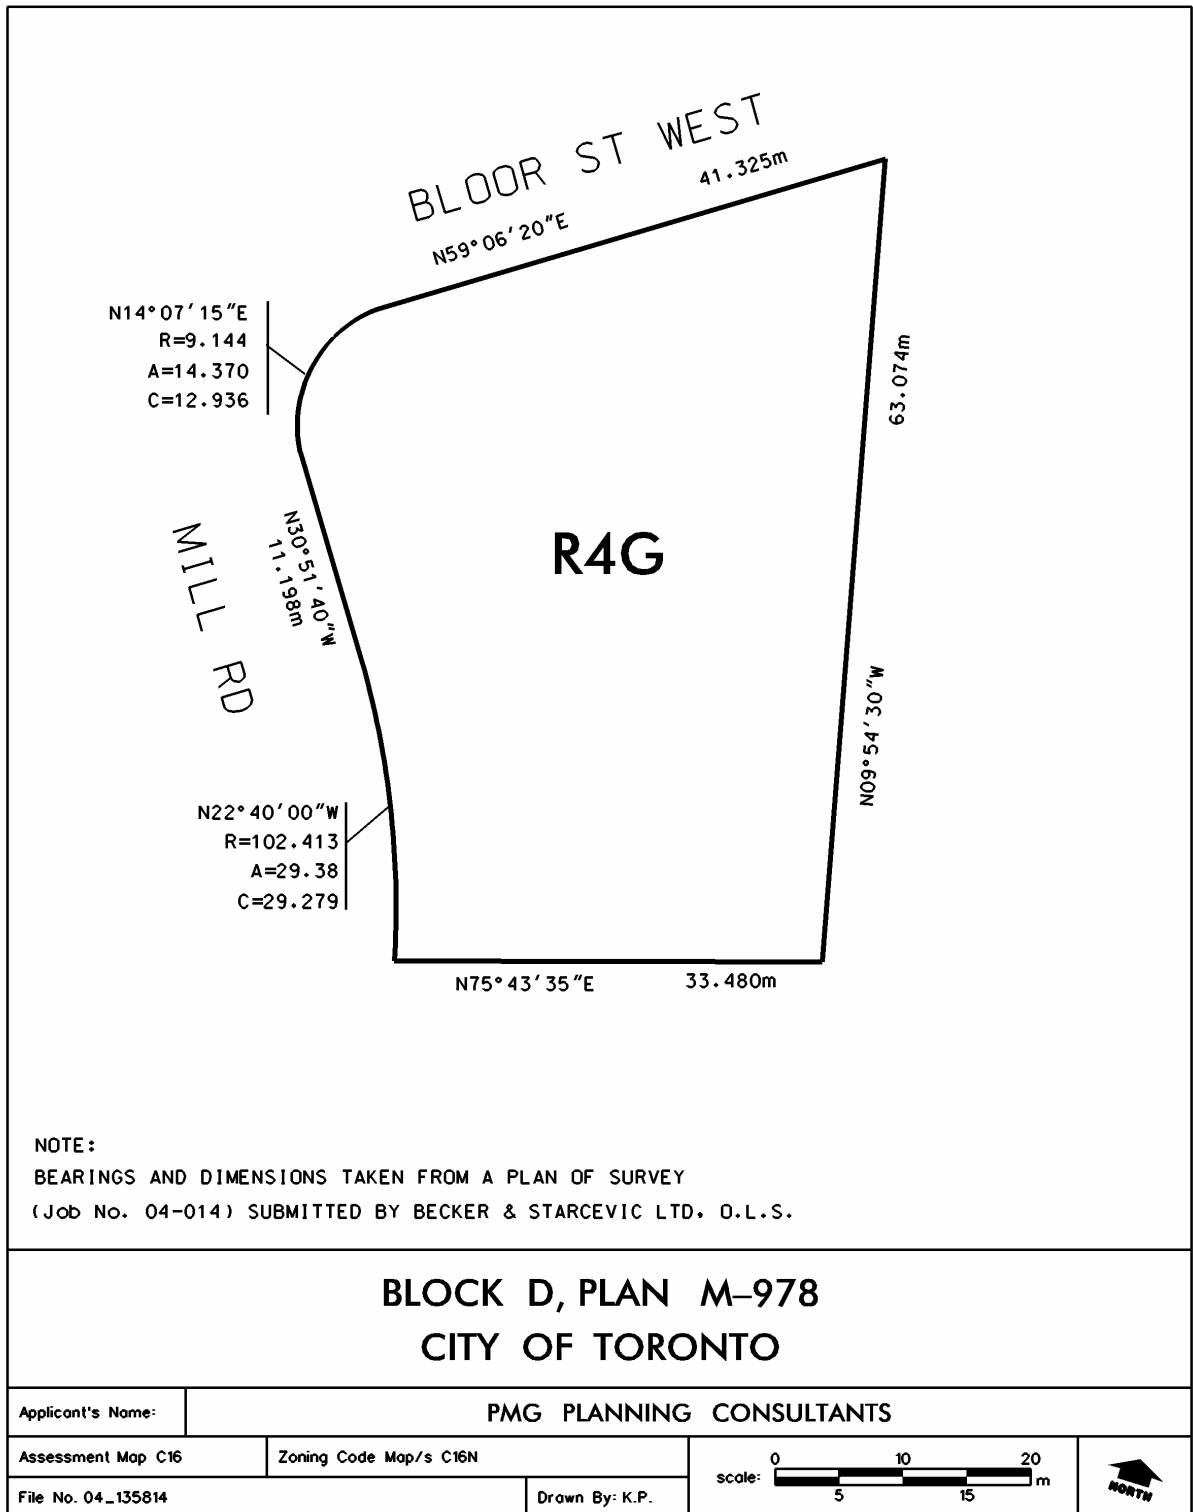 BLOOR ST WEST
41.325m
N59°06'20"E
N14°07'15"E
R=9.144
A=14.370
C=12.936
63.074m
N30°51'40"W
11.198m
MILL RD
R4G
N09°54'30"W
N22°40'00"W
R=102.413
A=29.38
C=29.279
N75°43'35"E
33.480m
NOTE:
BEARINGS AND DIMENSIONS TAKEN FROM A PLAN OF SURVEY
(Job No. 04-014) SUBMITTED BY BECKER & STARCEVIC LTD. O.L.S.
BLOCK D, PLAN M–978
CITY OF TORONTO
Applicant's Name:
PMG PLANNING CONSULTANTS
Assessment Map C16
Zoning Code Map/s C16N
File No. 04_135814
Drawn By: K.P.
scale:
0 10 20
m
5 15
NORTH